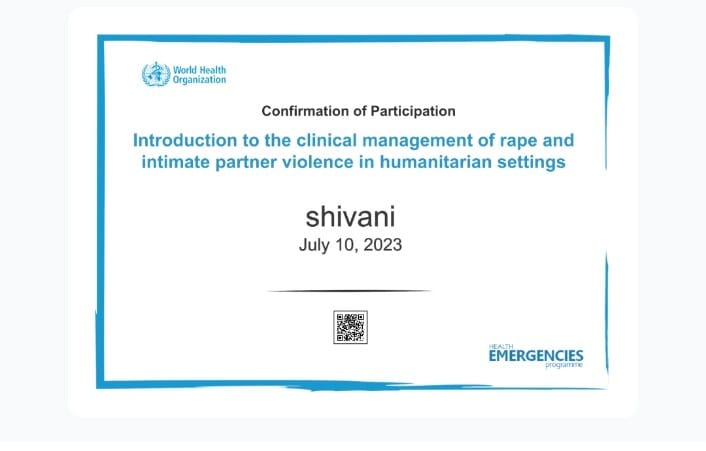 World Health
Organization
Confirmation of Participation
Introduction to the clinical management of rape and
intimate partner violence in humanitarian settings
shivani
July 10, 2023
HEALTH
EMERGENCIES
programme